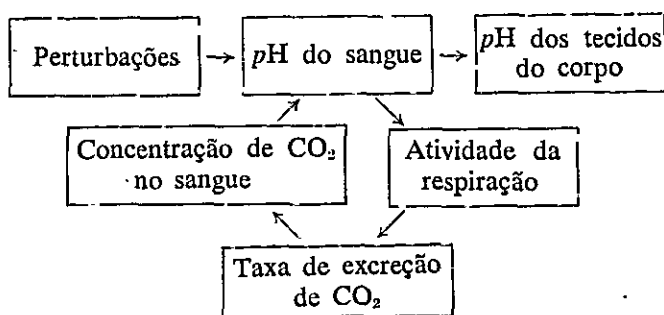 Perturbações
pH do sangue
pH dos tecidos
do corpo
Concentração de CO₂
no sangue
Atividade da
respiração
Taxa de excreção
de CO₂